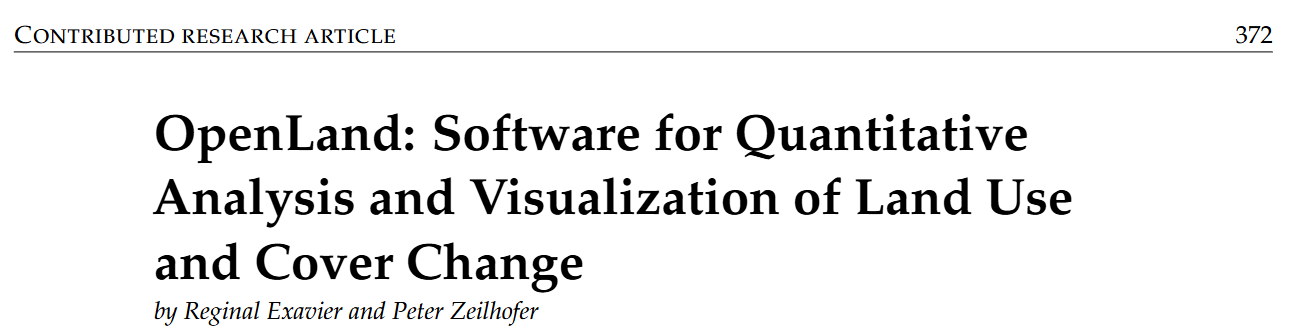 CONTRIBUTED RESEARCH ARTICLE 372
OpenLand: Software for Quantitative
Analysis and Visualization of Land Use
and Cover Change
by Reginal Exavier and Peter Zeilhofer